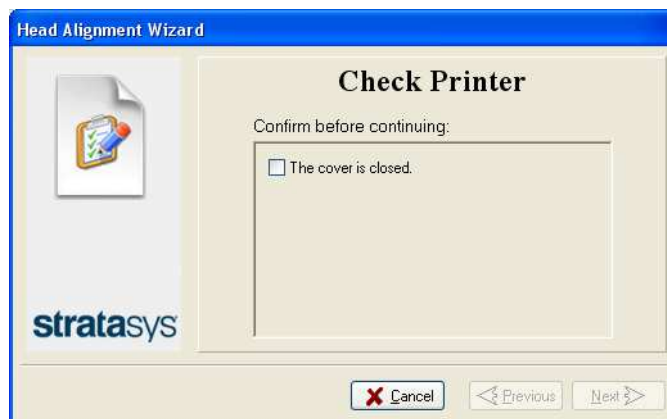 Head Alignment Wizard
Check Printer
Confirm before continuing:
The cover is closed.
stratasys
Cancel
Previous
Next